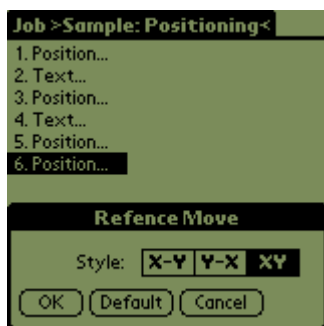 Job >Sample: Positioning<
1. Position...
2. Text...
3. Position...
4. Text...
5. Position...
6. Position...
Refence Move
Style: X-Y Y-X XY
OK Default Cancel